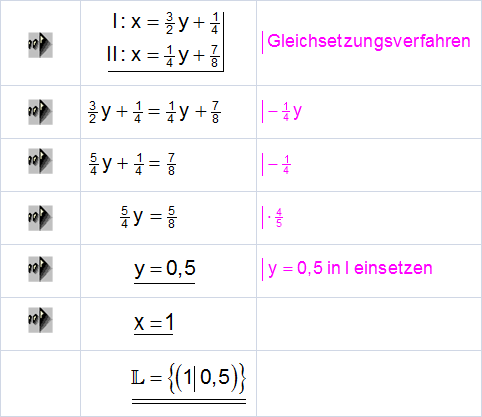 I: x = 3/2 y + 1/4
II: x = 1/4 y + 7/8
|Gleichsetzungsverfahren
3/2 y + 1/4 = 1/4 y + 7/8 |− 1/4 y
5/4 y + 1/4 = 7/8 |− 1/4
5/4 y = 5/8 |· 4/5
y = 0,5 |y = 0,5 in I einsetzen
x = 1
𝕃 = {(1|0,5)}